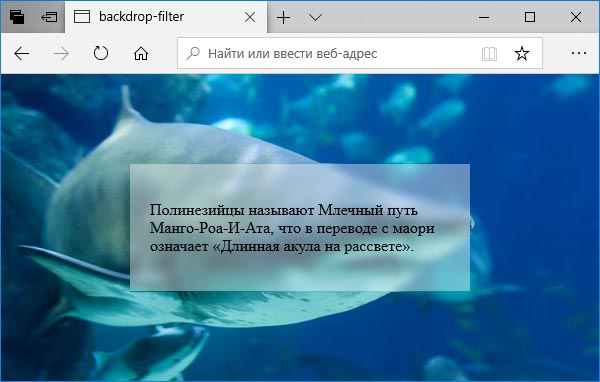 backdrop-filter
Найти или ввести веб-адрес
Полинезийцы называют Млечный путь
Манго-Роа-И-Ата, что в переводе с маори
означает «Длинная акула на рассвете».